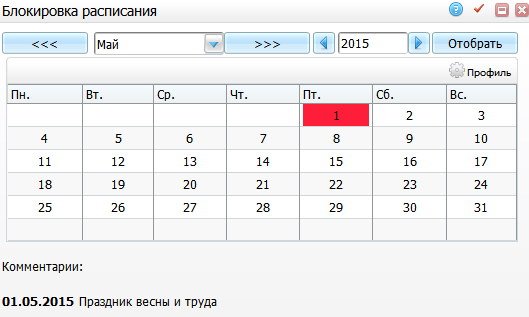 Блокировка расписания
<<< Май >>> 2015 Отобрать
Профиль
Пн. Вт. Ср. Чт. Пт. Сб. Вс.
1 2 3
4 5 6 7 8 9 10
11 12 13 14 15 16 17
18 19 20 21 22 23 24
25 26 27 28 29 30 31
Комментарии:
01.05.2015 Праздник весны и труда